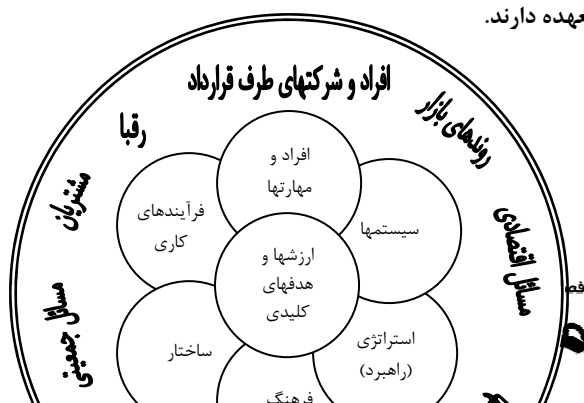 عهده دارند.
افراد و شرکتهای طرف قرارداد
روندهای بازار
رقبا
افراد و
مهارتها
مشتریان
فرآیندهای
کاری
سیستمها
مسائل اقتصادی
ارزشها و
هدفهای
کلیدی
مسائل جمعیتی
ساختار
استراتژی
(راهبرد)
فرهنگ